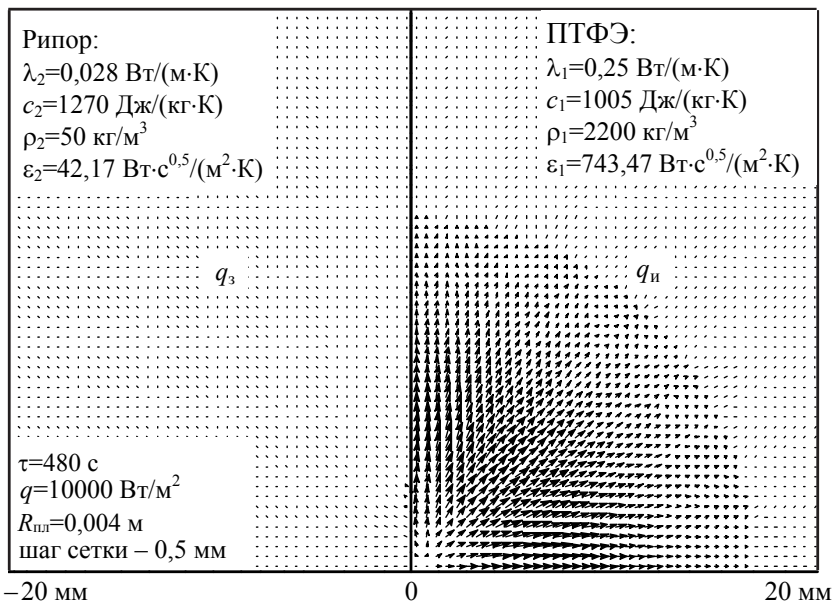 Рипор:
λ₂=0,028 Вт/(м·К)
c₂=1270 Дж/(кг·К)
ρ₂=50 кг/м³
ε₂=42,17 Вт·с⁰,⁵/(м²·К)
ПТФЭ:
λ₁=0,25 Вт/(м·К)
c₁=1005 Дж/(кг·К)
ρ₁=2200 кг/м³
ε₁=743,47 Вт·с⁰,⁵/(м²·К)
qз
qи
τ=480 с
q=10000 Вт/м²
Rпл=0,004 м
шаг сетки – 0,5 мм
–20 мм
0
20 мм